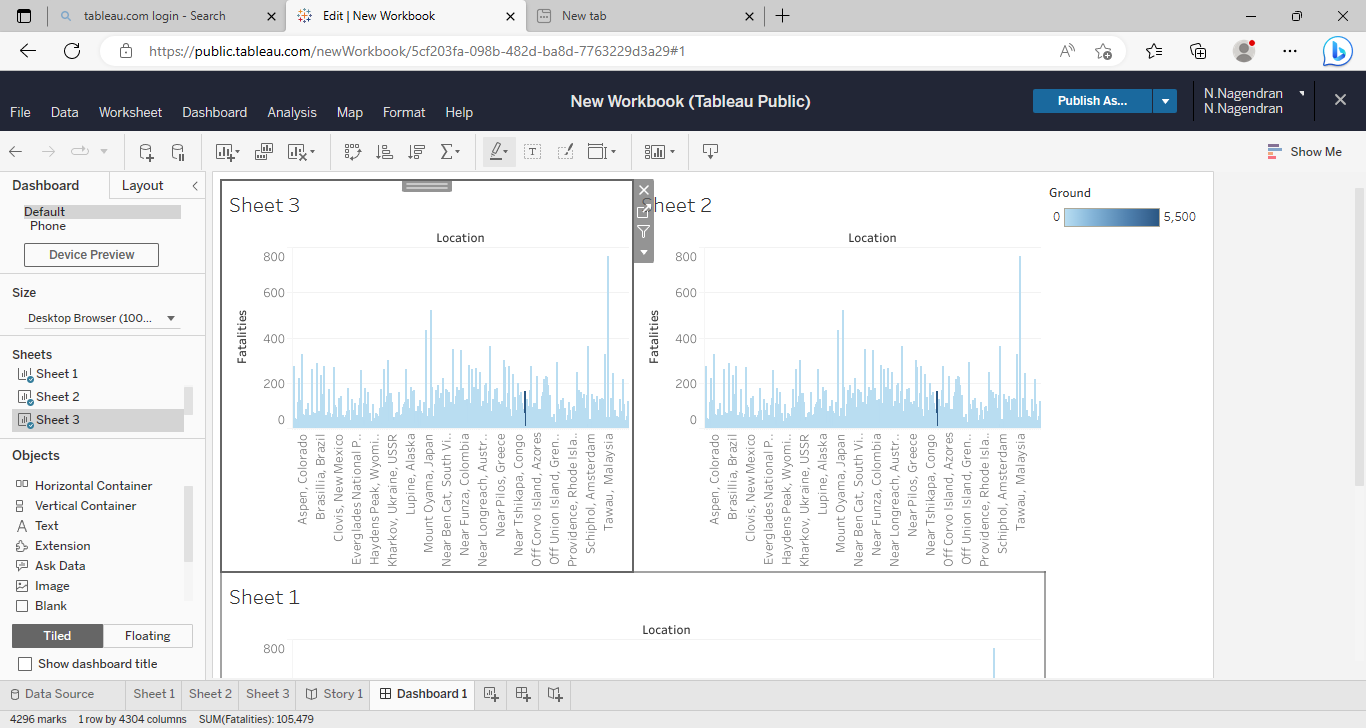 tableau.com login - Search
Edit | New Workbook
New tab
https://public.tableau.com/newWorkbook/5cf203fa-098b-482d-ba8d-7763229d3a29#1
File Data Worksheet Dashboard Analysis Map Format Help
New Workbook (Tableau Public)
Publish As...
N.Nagendran
N.Nagendran
Show Me
Dashboard Layout
Default
Phone
Device Preview
Size
Desktop Browser (100...
Sheets
Sheet 1
Sheet 2
Sheet 3
Objects
Horizontal Container
Vertical Container
Text
Extension
Ask Data
Image
Blank
Tiled Floating
Show dashboard title
Sheet 3
Location
Fatalities
800
600
400
200
0
Aspen, Colorado
Brasillia, Brazil
Clovis, New Mexico
Everglades National P..
Haydens Peak, Wyomi..
Kharkov, Ukraine, USSR
Lupine, Alaska
Mount Oyama, Japan
Near Ben Cat, South Vi..
Near Funza, Colombia
Near Longreach, Austr..
Near Pilos, Greece
Near Tshikapa, Congo
Off Corvo Island, Azores
Off Union Island, Gren..
Providence, Rhode Isla..
Schiphol, Amsterdam
Tawau, Malaysia
Sheet 2
Location
Fatalities
800
600
400
200
0
Aspen, Colorado
Brasillia, Brazil
Clovis, New Mexico
Everglades National P..
Haydens Peak, Wyomi..
Kharkov, Ukraine, USSR
Lupine, Alaska
Mount Oyama, Japan
Near Ben Cat, South Vi..
Near Funza, Colombia
Near Longreach, Austr..
Near Pilos, Greece
Near Tshikapa, Congo
Off Corvo Island, Azores
Off Union Island, Gren..
Providence, Rhode Isla..
Schiphol, Amsterdam
Tawau, Malaysia
Ground
0 5,500
Sheet 1
Location
800
Data Source Sheet 1 Sheet 2 Sheet 3 Story 1 Dashboard 1
4296 marks 1 row by 4304 columns SUM(Fatalities): 105,479